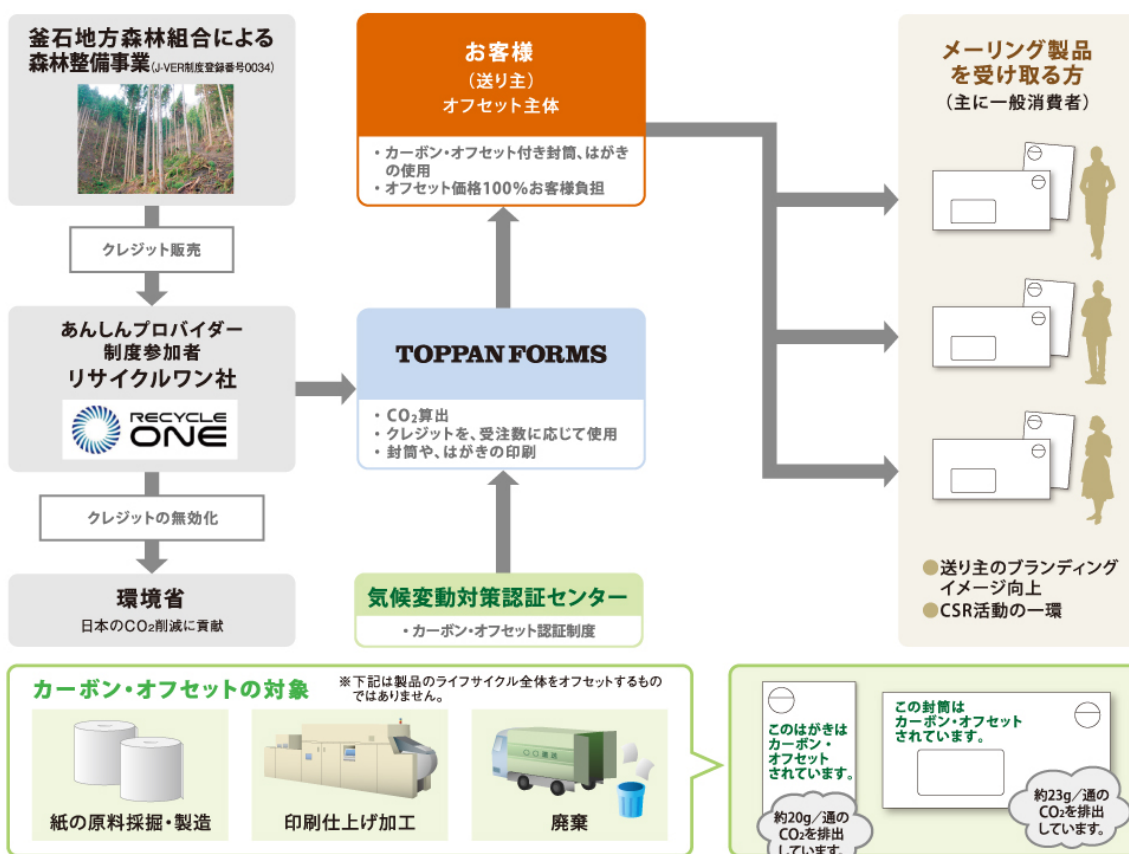 釜石地方森林組合による
森林整備事業(J-VER制度登録番号0034)
クレジット販売
あんしんプロバイダー
制度参加者
リサイクルワン社
RECYCLE
ONE
クレジットの無効化
環境省
日本のCO₂削減に貢献
お客様
（送り主）
オフセット主体
・カーボン・オフセット付き封筒、はがき
の使用
・オフセット価格100%お客様負担
TOPPAN FORMS
・CO₂算出
・クレジットを、受注数に応じて使用
・封筒や、はがきの印刷
気候変動対策認証センター
・カーボン・オフセット認証制度
メーリング製品
を受け取る方
（主に一般消費者）
●送り主のブランディング
イメージ向上
●CSR活動の一環
カーボン・オフセットの対象
※下記は製品のライフサイクル全体をオフセットするもの
ではありません。
紙の原料採掘・製造
印刷仕上げ加工
廃棄
このはがきは
カーボン・
オフセット
されています。
約20g／通の
CO₂を排出
しています。
この封筒は
カーボン・オフセット
されています。
約23g／通の
CO₂を排出
しています。